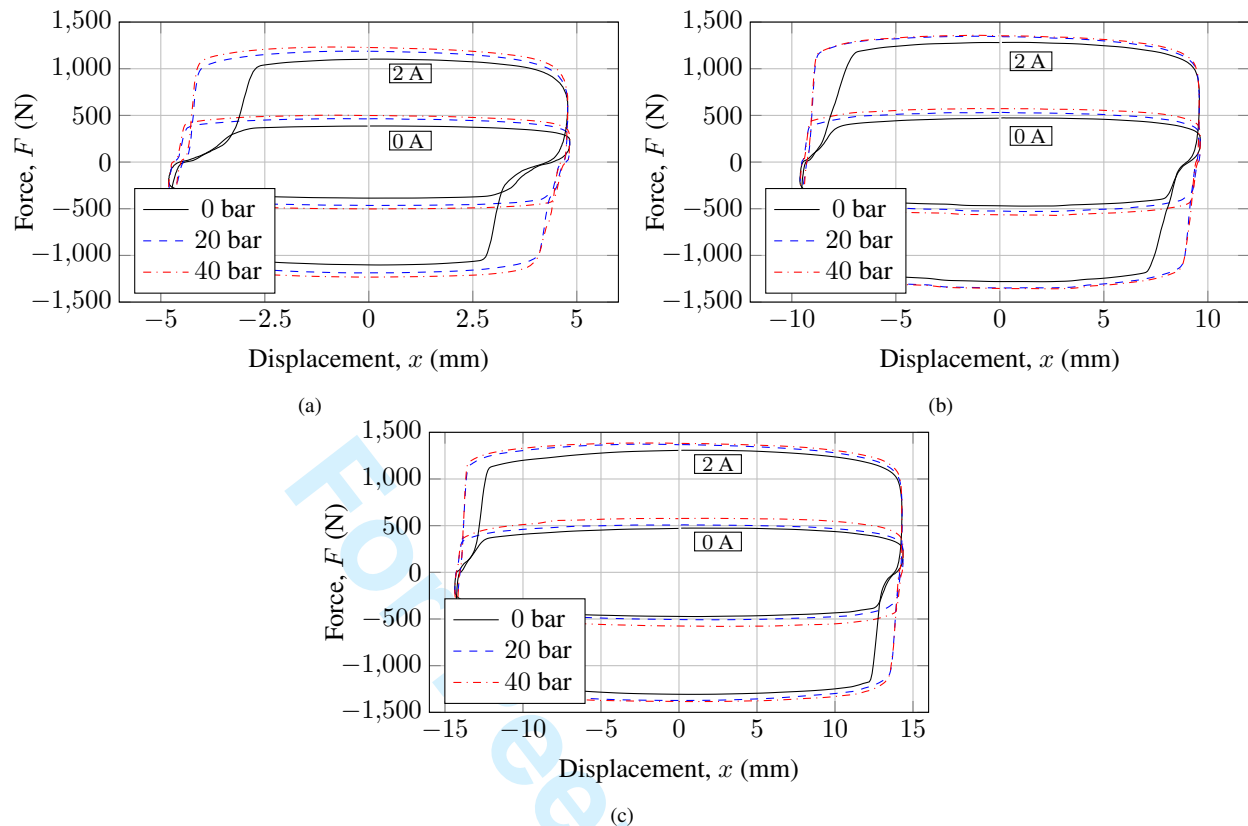 1,500
1,000
500
0
−500
−1,000
−1,500
Force, F (N)
2 A
0 A
0 bar
20 bar
40 bar
−5
−2.5
0
2.5
5
Displacement, x (mm)
(a)
1,500
1,000
500
0
−500
−1,000
−1,500
Force, F (N)
2 A
0 A
0 bar
20 bar
40 bar
−10
−5
0
5
10
Displacement, x (mm)
(b)
1,500
1,000
500
0
−500
−1,000
−1,500
Force, F (N)
2 A
0 A
0 bar
20 bar
40 bar
−15
−10
−5
0
5
10
15
Displacement, x (mm)
(c)